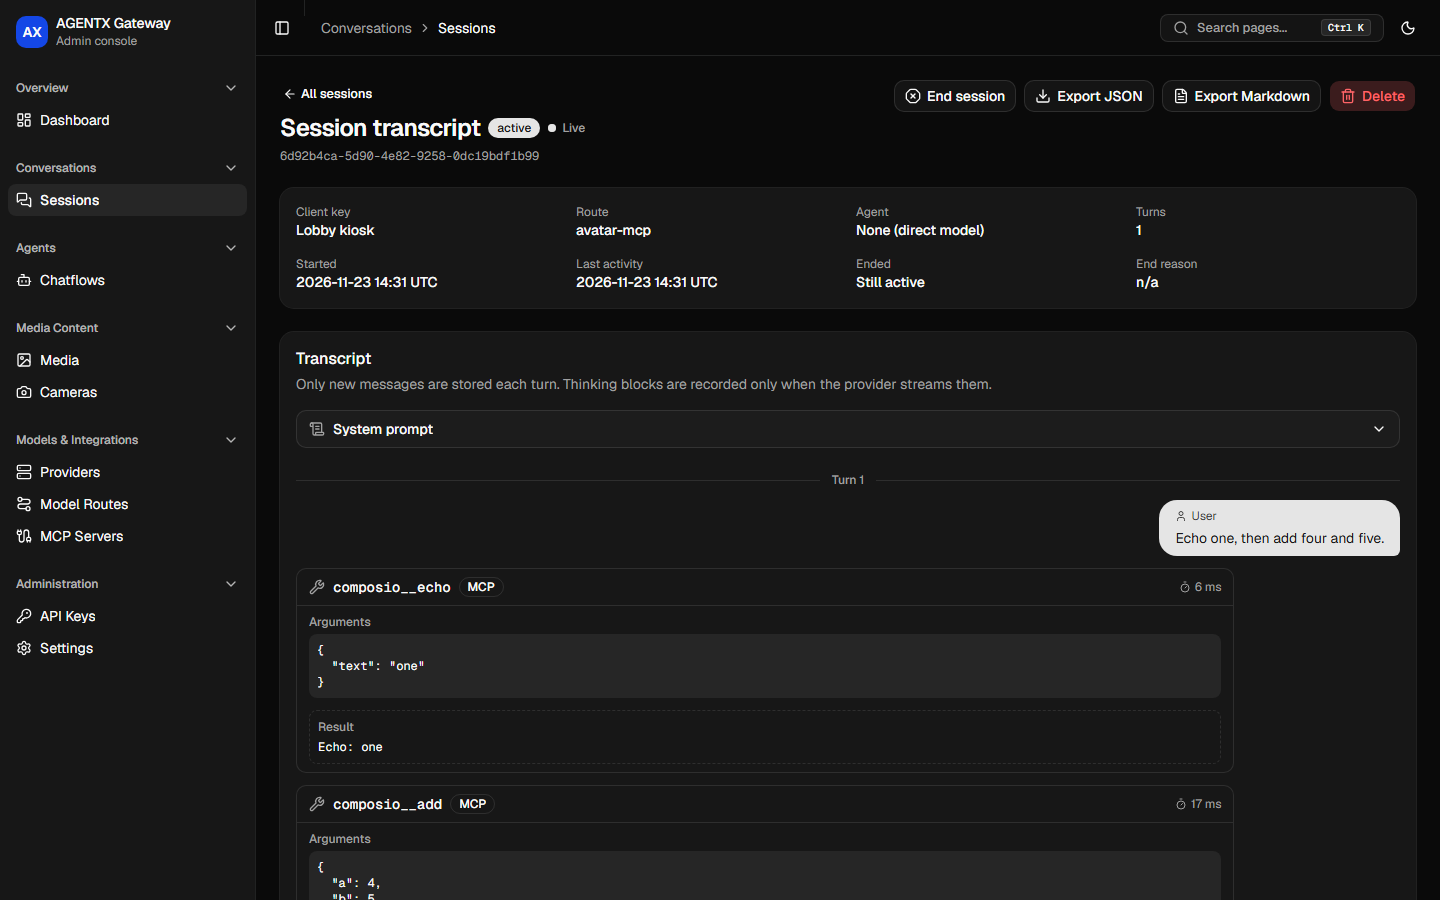 AX
AGENTX Gateway
Admin console
Overview
Dashboard
Conversations
Sessions
Agents
Chatflows
Media Content
Media
Cameras
Models & Integrations
Providers
Model Routes
MCP Servers
Administration
API Keys
Settings
Conversations > Sessions
Search pages... Ctrl K
← All sessions
End session
Export JSON
Export Markdown
Delete
Session transcript active Live
6d92b4ca-5d90-4e82-9258-0dc19bdf1b99
Client key
Lobby kiosk
Route
avatar-mcp
Agent
None (direct model)
Turns
1
Started
2026-11-23 14:31 UTC
Last activity
2026-11-23 14:31 UTC
Ended
Still active
End reason
n/a
Transcript
Only new messages are stored each turn. Thinking blocks are recorded only when the provider streams them.
System prompt
Turn 1
User
Echo one, then add four and five.
composio__echo MCP 6 ms
Arguments
{
"text": "one"
}
Result
Echo: one
composio__add MCP 17 ms
Arguments
{
"a": 4,
"b": 5